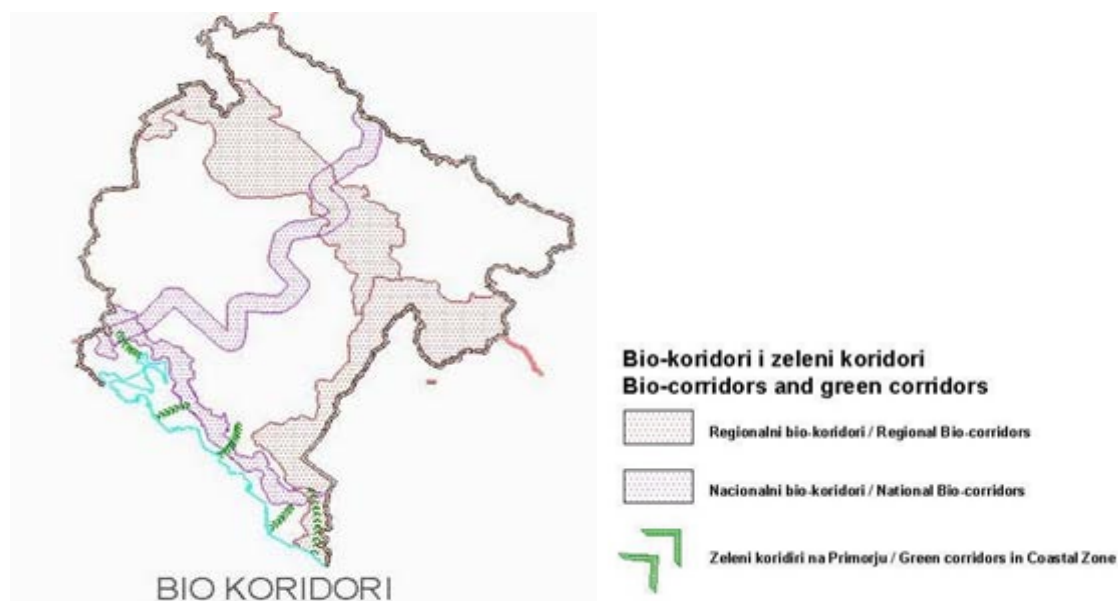 BIO KORIDORI
Bio-koridori i zeleni koridori
Bio-corridors and green corridors
Regionalni bio-koridori / Regional Bio-corridors
Nacionalni bio-koridori / National Bio-corridors
Zeleni koridiri na Primorju / Green corridors in Coastal Zone